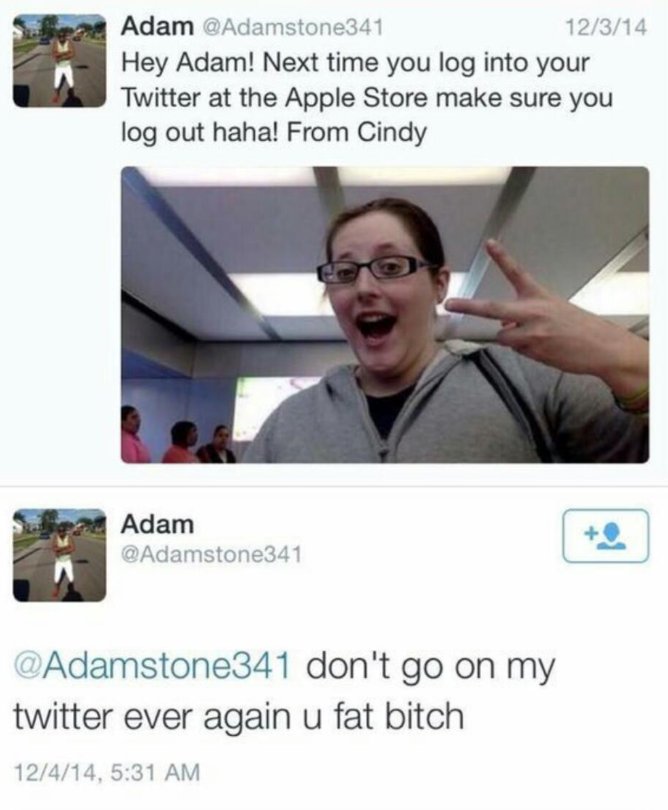 Adam @Adamstone341 12/3/14
Hey Adam! Next time you log into your
Twitter at the Apple Store make sure you
log out haha! From Cindy
Adam
@Adamstone341
@Adamstone341 don't go on my
twitter ever again u fat bitch
12/4/14, 5:31 AM